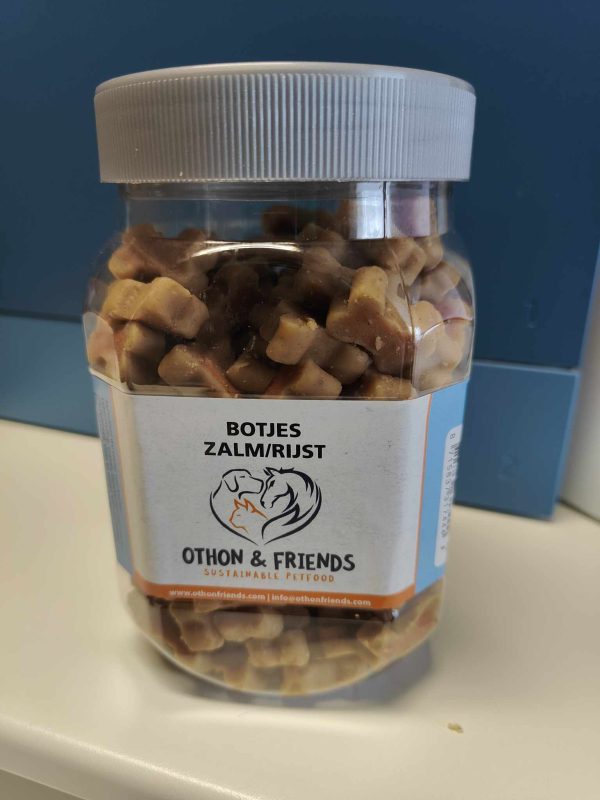 BOTJES
ZALM/RIJST
OTHON & FRIENDS
SUSTAINABLE PETFOOD
www.othonfriends.com | info@othonfriends.com